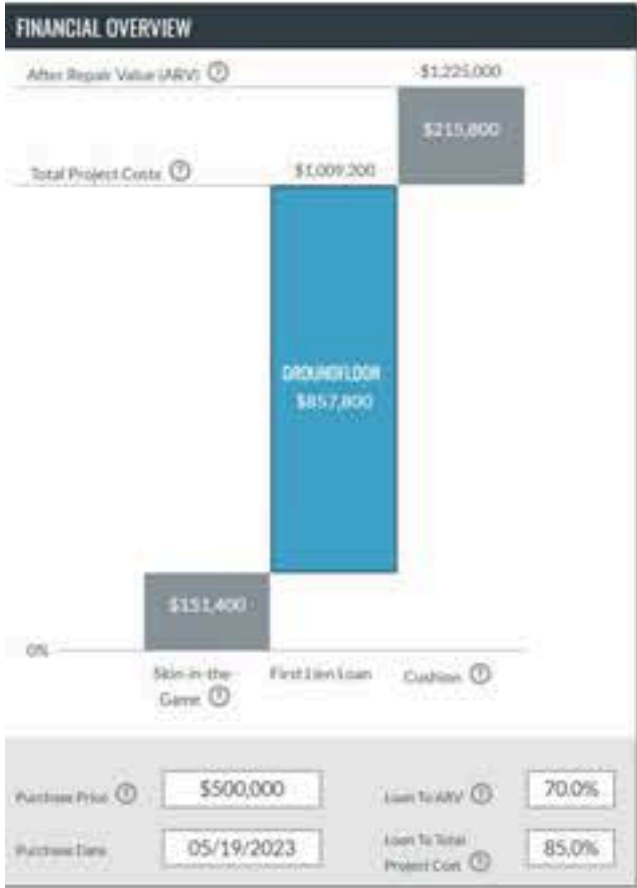 FINANCIAL OVERVIEW
After Repair Value (ARV) ?
$1,225,000
$215,800
Total Project Costs ?
$1,009,200
GROUNDFLOOR
$857,800
$151,400
0%
Skin-in-the-
Game ?
First Lien Loan
Cushion ?
Purchase Price ?
$500,000
Loan To ARV ?
70.0%
Purchase Date
05/19/2023
Loan To Total
Project Cost ?
85.0%